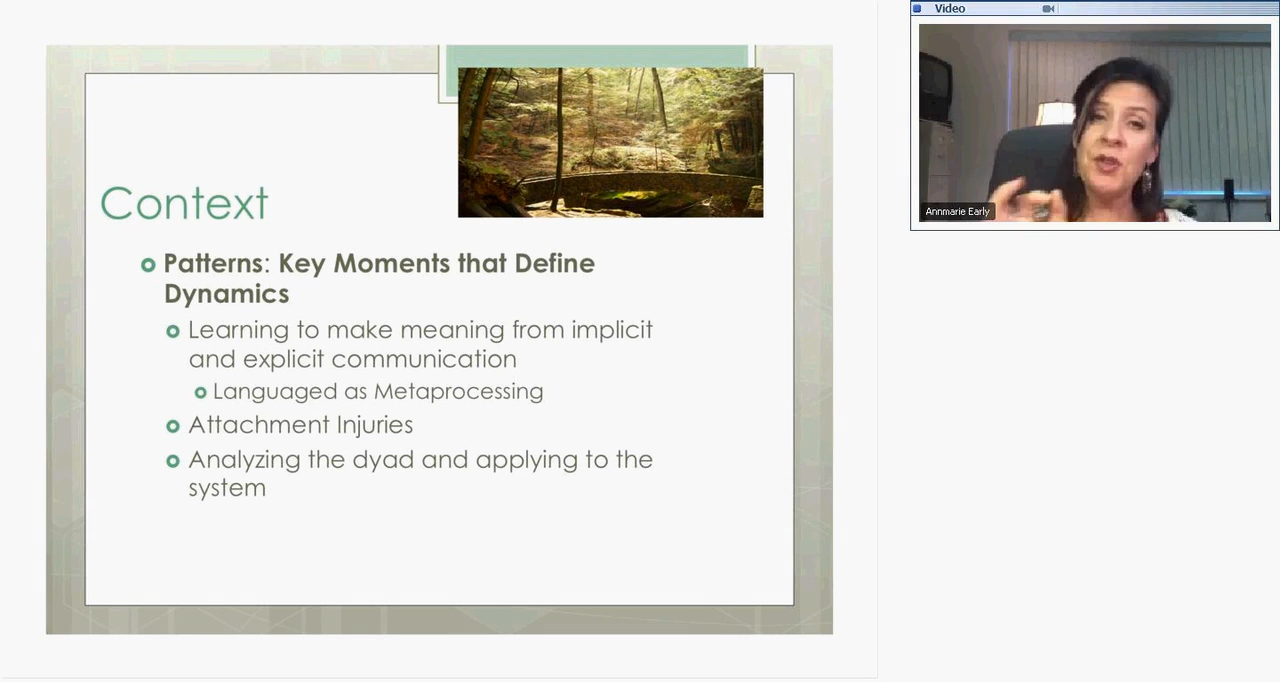 Video
Annmarie Early
Context
Patterns: Key Moments that Define
Dynamics
Learning to make meaning from implicit
and explicit communication
Languaged as Metaprocessing
Attachment Injuries
Analyzing the dyad and applying to the
system